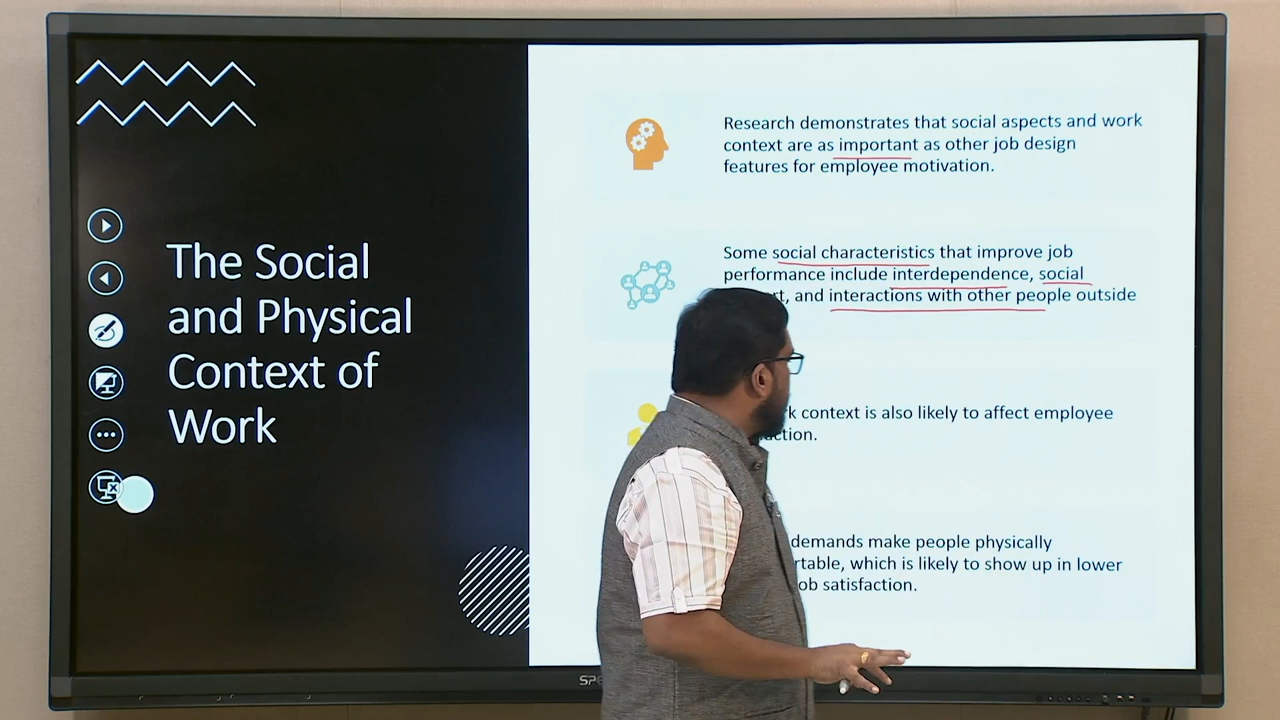 The Social
and Physical
Context of
Work
Research demonstrates that social aspects and work
context are as important as other job design
features for employee motivation.
Some social characteristics that improve job
performance include interdependence, social
and interactions with other people outside
context is also likely to affect employee
demands make people physically
which is likely to show up in lower
job satisfaction.